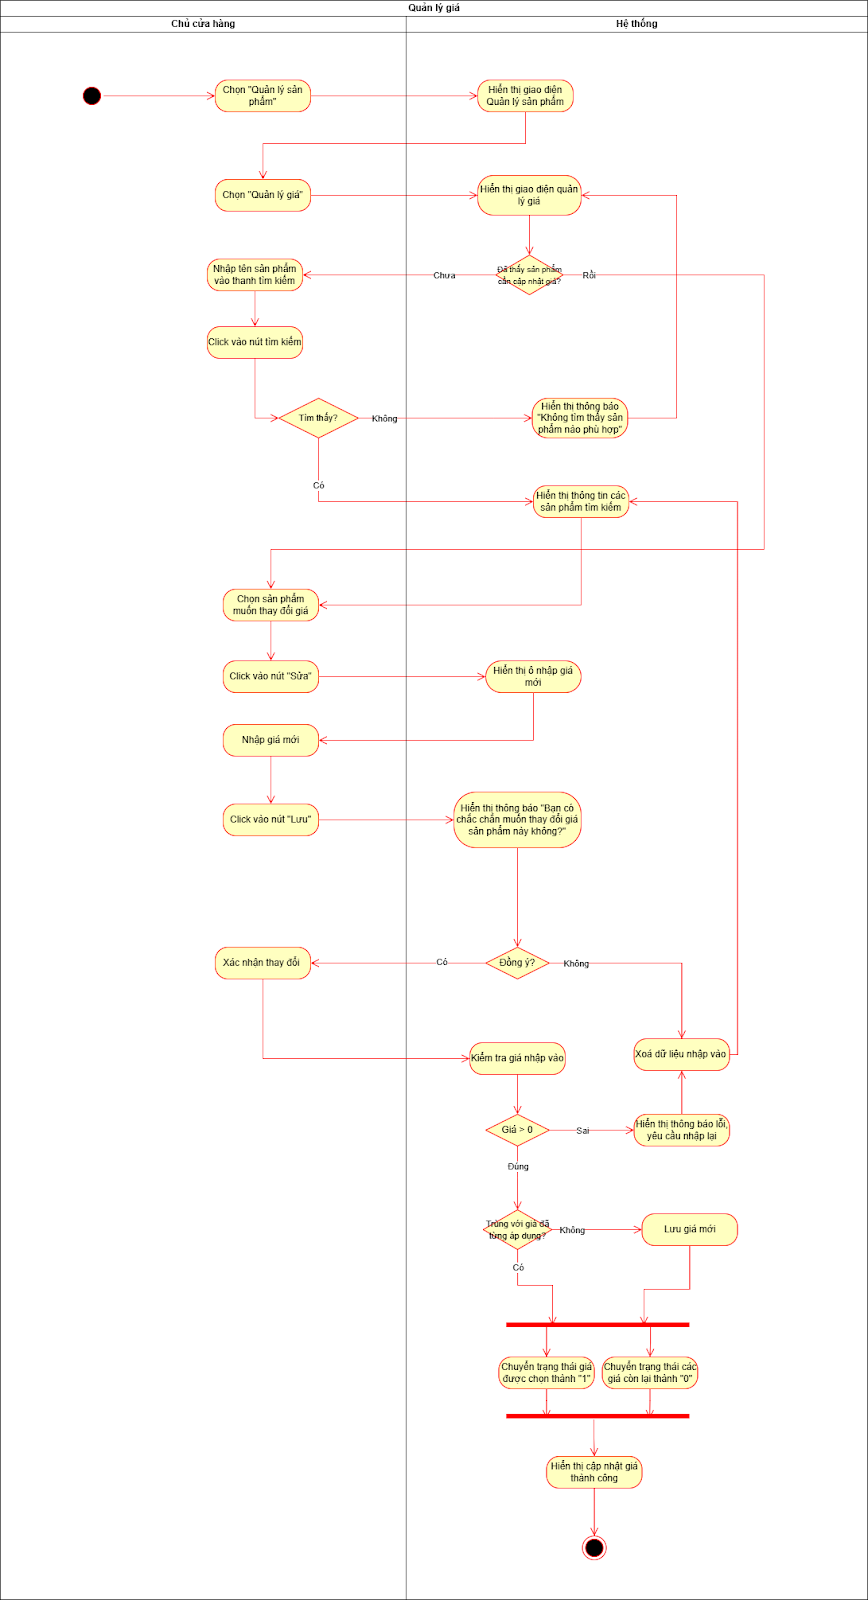 Quản lý giá
Chủ cửa hàng
Hệ thống
Chọn "Quản lý sản
phẩm"
Hiển thị giao diện
Quản lý sản phẩm
Chọn "Quản lý giá"
Hiển thị giao diện quản
lý giá
Nhập tên sản phẩm
vào thanh tìm kiếm
Chưa
Đã thấy sản phẩm
cần cập nhật giá?
Rồi
Click vào nút tìm kiếm
Tìm thấy?
Không
Hiển thị thông báo
"Không tìm thấy sản
phẩm nào phù hợp"
Có
Hiển thị thông tin các
sản phẩm tìm kiếm
Chọn sản phẩm
muốn thay đổi giá
Click vào nút "Sửa"
Hiển thị ô nhập giá
mới
Nhập giá mới
Click vào nút "Lưu"
Hiển thị thông báo "Bạn có
chắc chắn muốn thay đổi giá
sản phẩm này không?"
Xác nhận thay đổi
Có
Đồng ý?
Không
Kiểm tra giá nhập vào
Xoá dữ liệu nhập vào
Giá > 0
Sai
Hiển thị thông báo lỗi,
yêu cầu nhập lại
Đúng
Trùng với giá đã
từng áp dụng?
Không
Lưu giá mới
Có
Chuyển trạng thái giá
được chọn thành "1"
Chuyển trạng thái các
giá còn lại thành "0"
Hiển thị cập nhật giá
thành công